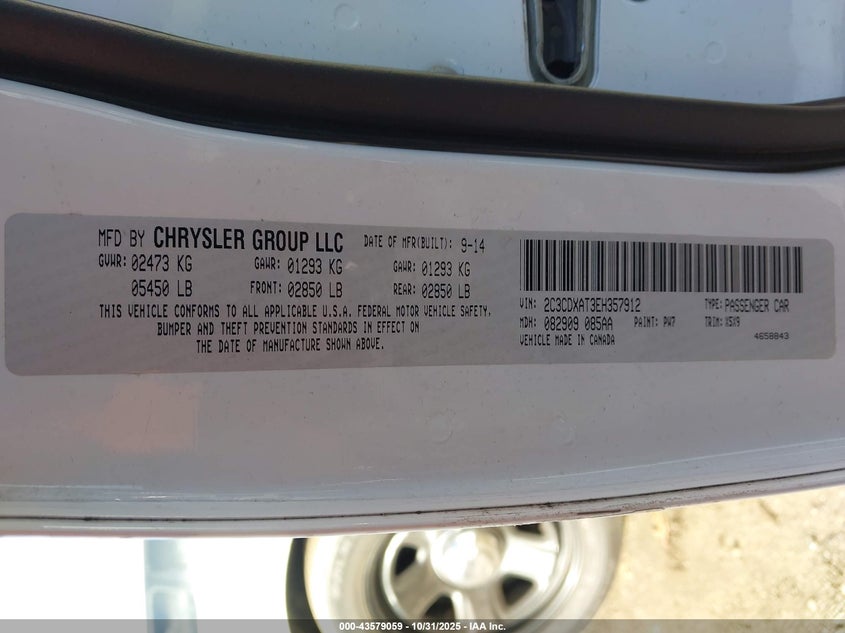 MFD BY CHRYSLER GROUP LLC DATE OF MFR(BUILT): 9-14
GVWR: 02473 KG GAWR: 01293 KG GAWR: 01293 KG
05450 LB FRONT: 02850 LB REAR: 02850 LB
THIS VEHICLE CONFORMS TO ALL APPLICABLE U.S.A. FEDERAL MOTOR VEHICLE SAFETY,
BUMPER AND THEFT PREVENTION STANDARDS IN EFFECT ON
THE DATE OF MANUFACTURE SHOWN ABOVE.
VIN: 2C3CDXAT3EH357912 TYPE: PASSENGER CAR
MDH: 082909 085AA PAINT: PW7 TRIM: X5X9
VEHICLE MADE IN CANADA 4658843
000-43579059 - 10/31/2025 - IAA Inc.